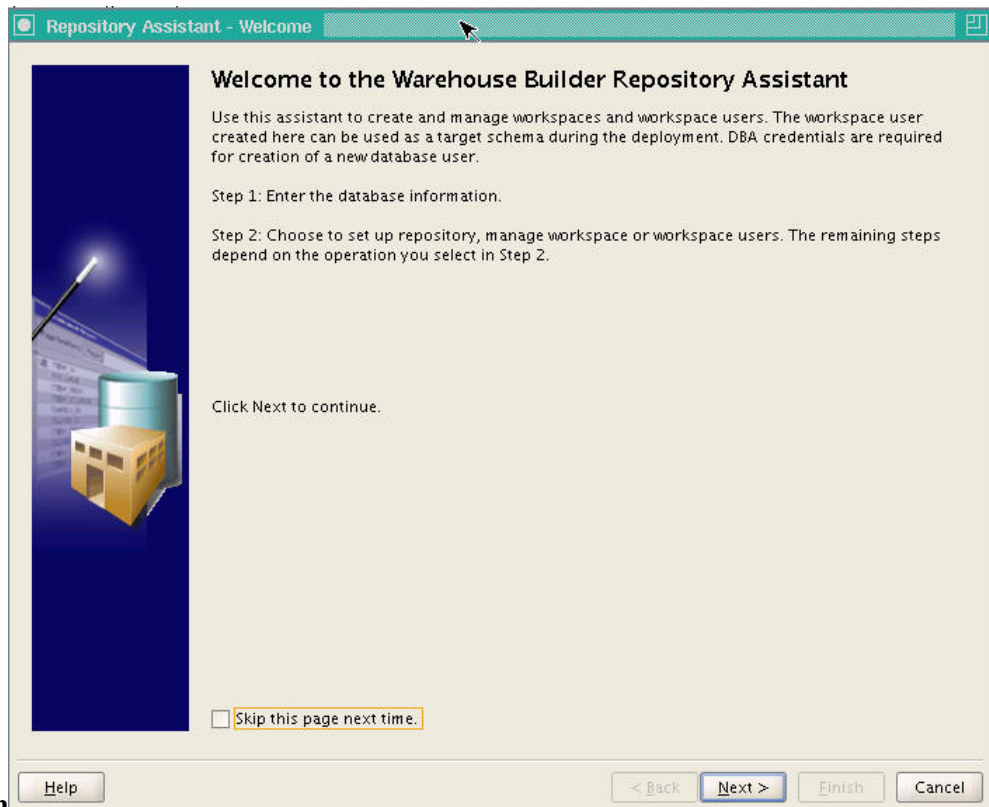 Repository Assistant - Welcome
Welcome to the Warehouse Builder Repository Assistant
Use this assistant to create and manage workspaces and workspace users. The workspace user
created here can be used as a target schema during the deployment. DBA credentials are required
for creation of a new database user.
Step 1: Enter the database information.
Step 2: Choose to set up repository, manage workspace or workspace users. The remaining steps
depend on the operation you select in Step 2.
Click Next to continue.
Skip this page next time.
Help
< Back
Next >
Finish
Cancel